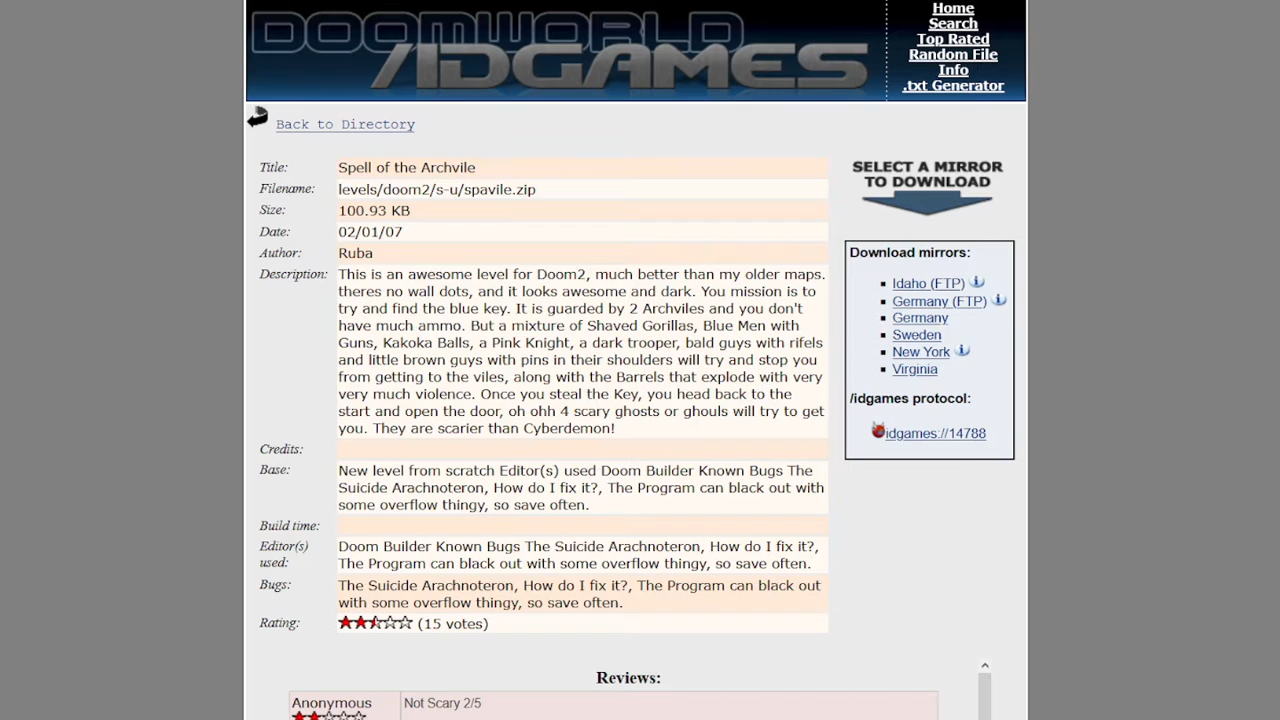 DOOMWORLD
/IDGAMES
Home
Search
Top Rated
Random File
Info
.txt Generator
Back to Directory
Title: Spell of the Archvile
Filename: levels/doom2/s-u/spavile.zip
Size: 100.93 KB
Date: 02/01/07
Author: Ruba
Description: This is an awesome level for Doom2, much better than my older maps.
theres no wall dots, and it looks awesome and dark. You mission is to
try and find the blue key. It is guarded by 2 Archviles and you don't
have much ammo. But a mixture of Shaved Gorillas, Blue Men with
Guns, Kakoka Balls, a Pink Knight, a dark trooper, bald guys with rifels
and little brown guys with pins in their shoulders will try and stop you
from getting to the viles, along with the Barrels that explode with very
very much violence. Once you steal the Key, you head back to the
start and open the door, oh ohh 4 scary ghosts or ghouls will try to get
you. They are scarier than Cyberdemon!
Credits:
Base: New level from scratch Editor(s) used Doom Builder Known Bugs The
Suicide Arachnoteron, How do I fix it?, The Program can black out with
some overflow thingy, so save often.
Build time:
Editor(s) used: Doom Builder Known Bugs The Suicide Arachnoteron, How do I fix it?,
The Program can black out with some overflow thingy, so save often.
Bugs: The Suicide Arachnoteron, How do I fix it?, The Program can black out
with some overflow thingy, so save often.
Rating: (15 votes)
SELECT A MIRROR
TO DOWNLOAD
Download mirrors:
Idaho (FTP)
Germany (FTP)
Germany
Sweden
New York
Virginia
/idgames protocol:
idgames://14788
Reviews:
Anonymous Not Scary 2/5